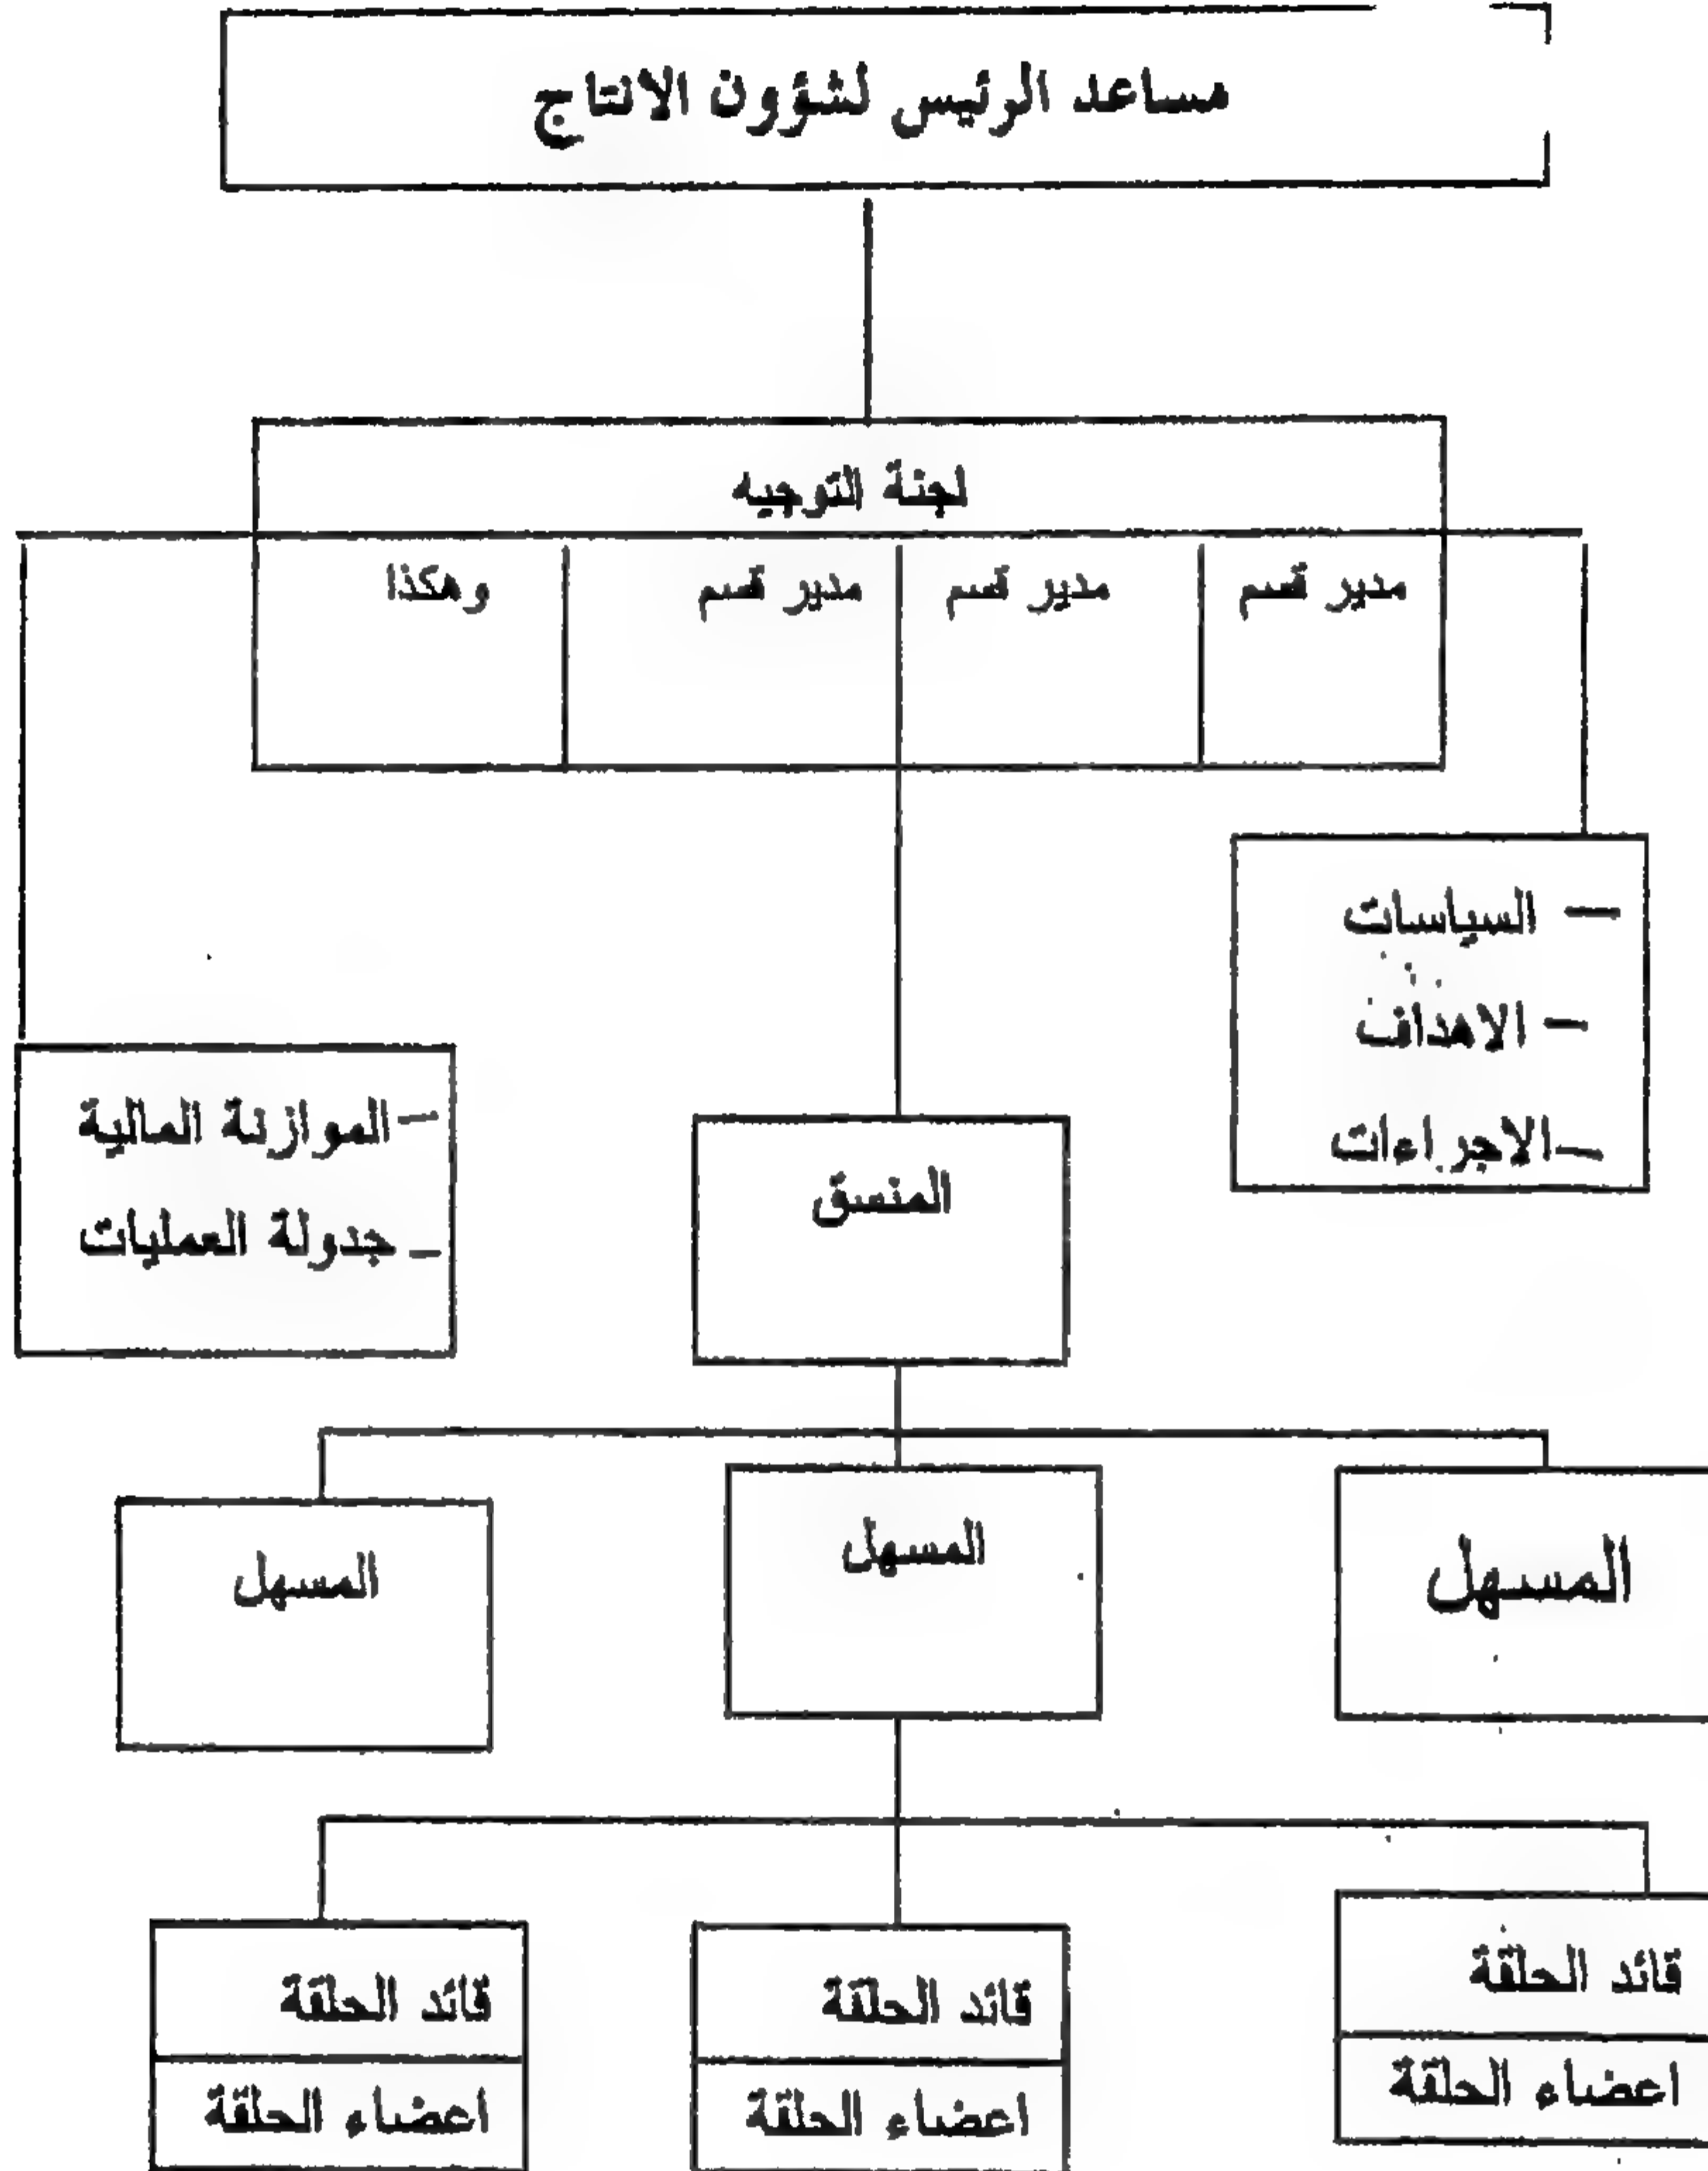 مساعد الرئيس لشؤون الانتاج
لجنة التوجيه
مدير قسم
مدير قسم
مدير قسم
وهكذا
— السياسات
— الاهداف
— الاجراءات
- الموازنة المالية
- جدولة العمليات
المنسق
المسهل
المسهل
المسهل
قائد الحلقة
اعضاء الحلقة
قائد الحلقة
اعضاء الحلقة
قائد الحلقة
اعضاء الحلقة